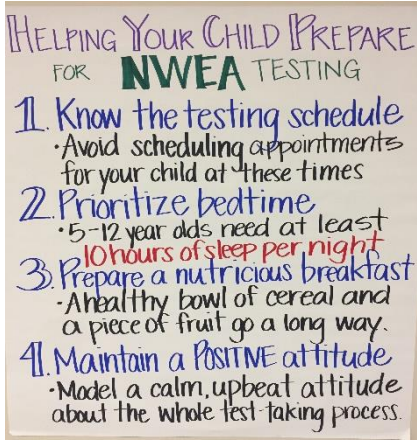 HELPING YOUR CHILD PREPARE
FOR NWEA TESTING
1. Know the testing schedule
• Avoid scheduling appointments
for your child at these times
2. Prioritize bedtime
• 5-12 year olds need at least
10 hours of sleep per night
3. Prepare a nutricious breakfast
• A healthy bowl of cereal and
a piece of fruit go a long way.
4. Maintain a POSITIVE attitude
• Model a calm, upbeat attitude
about the whole test-taking process.